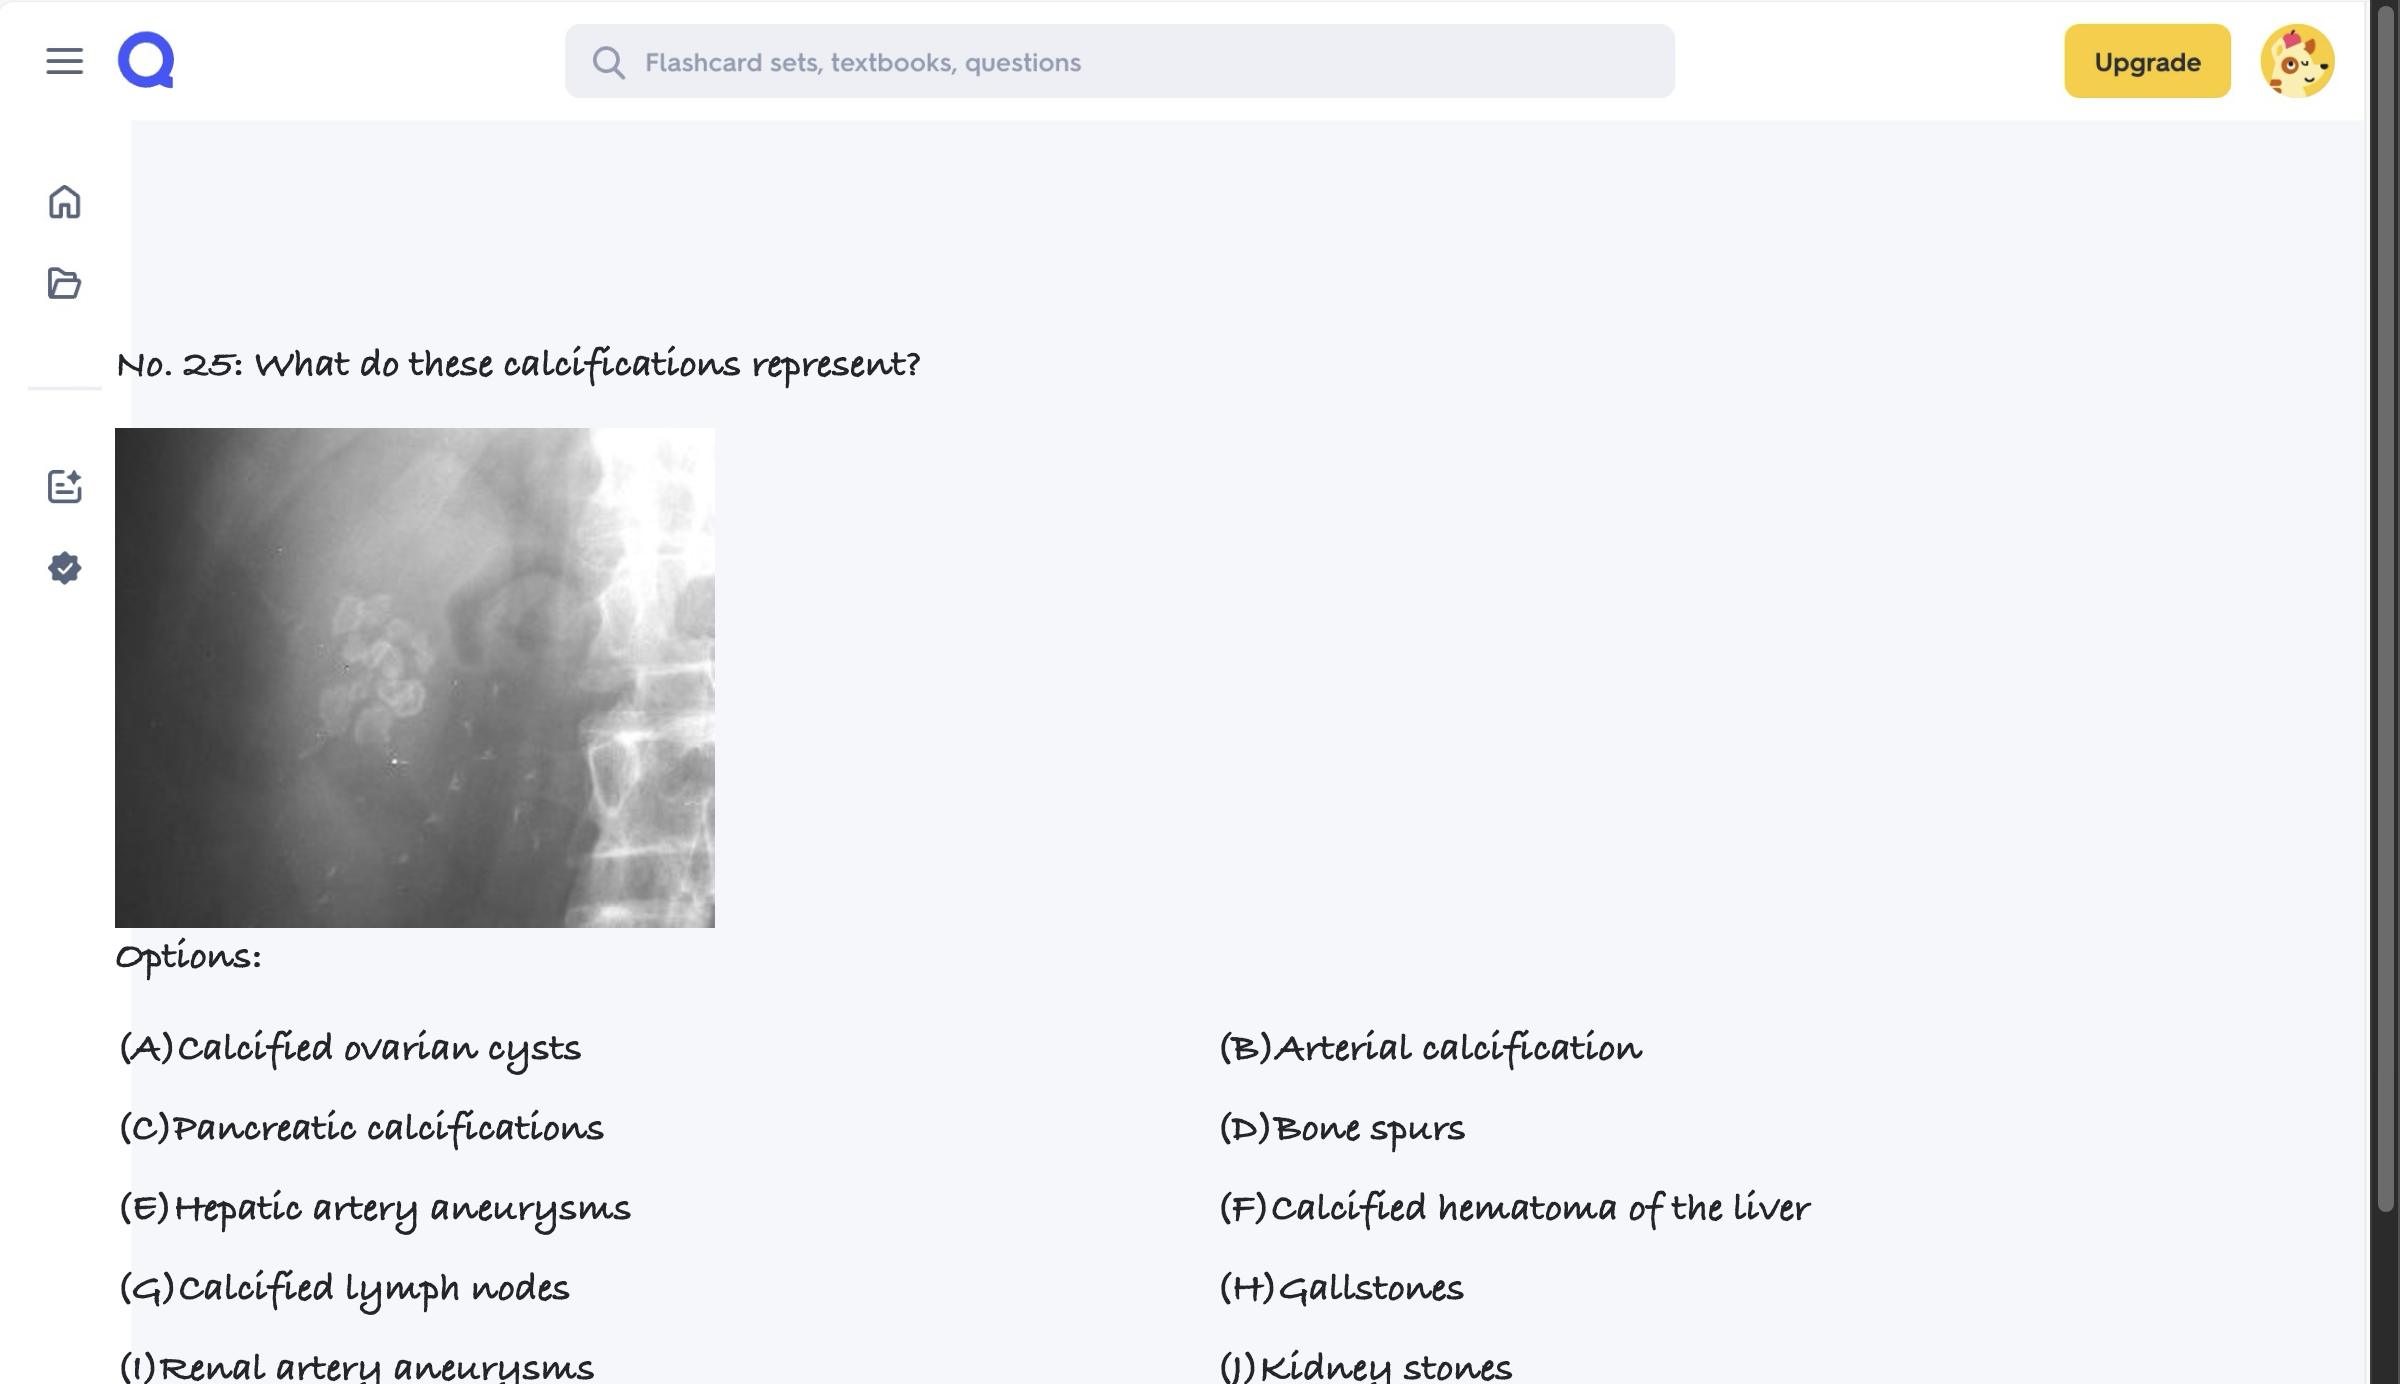 Flashcard sets, textbooks, questions
Upgrade
No. 25: What do these calcifications represent?
Options:
(A)Calcified ovarian cysts
(B)Arterial calcification
(C)Pancreatic calcifications
(D)Bone spurs
(E)Hepatic artery aneurysms
(F)Calcified hematoma of the liver
(G)Calcified lymph nodes
(H)Gallstones
(I)Renal artery aneurysms
(J)Kidney stones